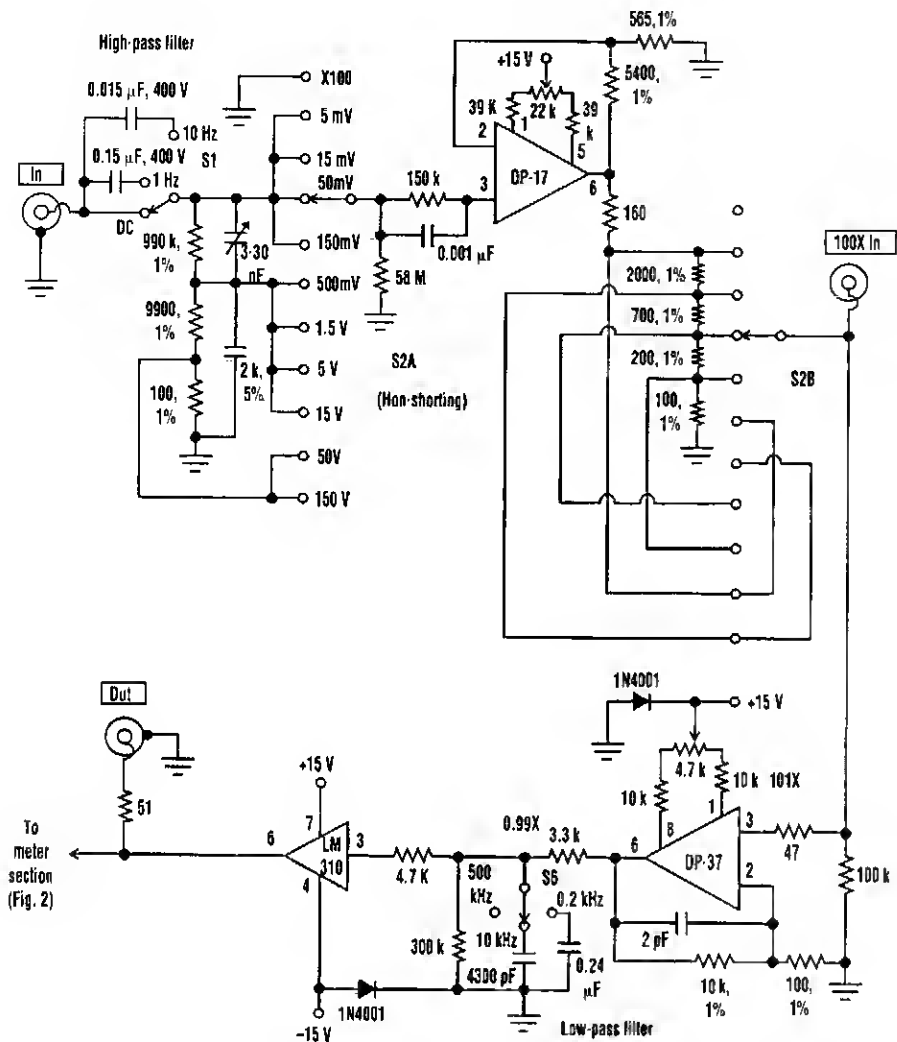 High-pass filter
0.015 µF, 400 V
10 Hz
0.15 µF, 400 V
S1
1 Hz
In
DC
990 k,
1%
3-30
nF
9900,
1%
100,
1%
2 k,
5%
X100
5 mV
15 mV
50mV
150mV
500mV
1.5 V
5 V
15 V
50V
150 V
S2A
(Non-shorting)
150 k
0.001 µF
58 M
+15 V
39 K
22 k
39
k
1
2
3
5
6
OP-17
565, 1%
5400,
1%
160
2000, 1%
700, 1%
200, 1%
100,
1%
S2B
100X In
Out
51
To
meter
section
(Fig. 2)
+15 V
7
LM
310
6
3
4
-15 V
1N4001
4.7 K
300 k
0.99X
3.3 k
S6
500
kHz
10 kHz
4300 pF
0.2 kHz
0.24
µF
Low-pass filter
1N4001
+15 V
4.7 k
10 k
10 k
101X
8
1
6
3
2
OP-37
47
100 k
2 pF
10 k,
1%
100,
1%